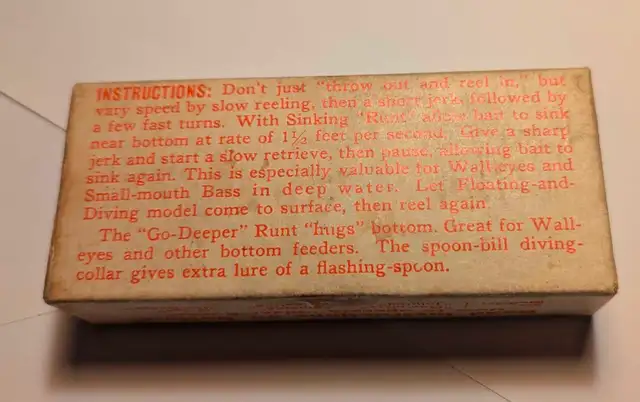 INSTRUCTIONS: Don't just "throw out and reel in," but
vary speed by slow reeling, then a short jerk, followed by
a few fast turns. With Sinking "Runt" allow bait to sink
near bottom at rate of 1½ feet per second. Give a sharp
jerk and start a slow retrieve, then pause, allowing bait to
sink again. This is especially valuable for Wall-eyes and
Small-mouth Bass in deep water. Let Floating-and-
Diving model come to surface, then reel again.
The "Go-Deeper" Runt "hugs" bottom. Great for Wall-
eyes and other bottom feeders. The spoon-bill diving-
collar gives extra lure of a flashing-spoon.